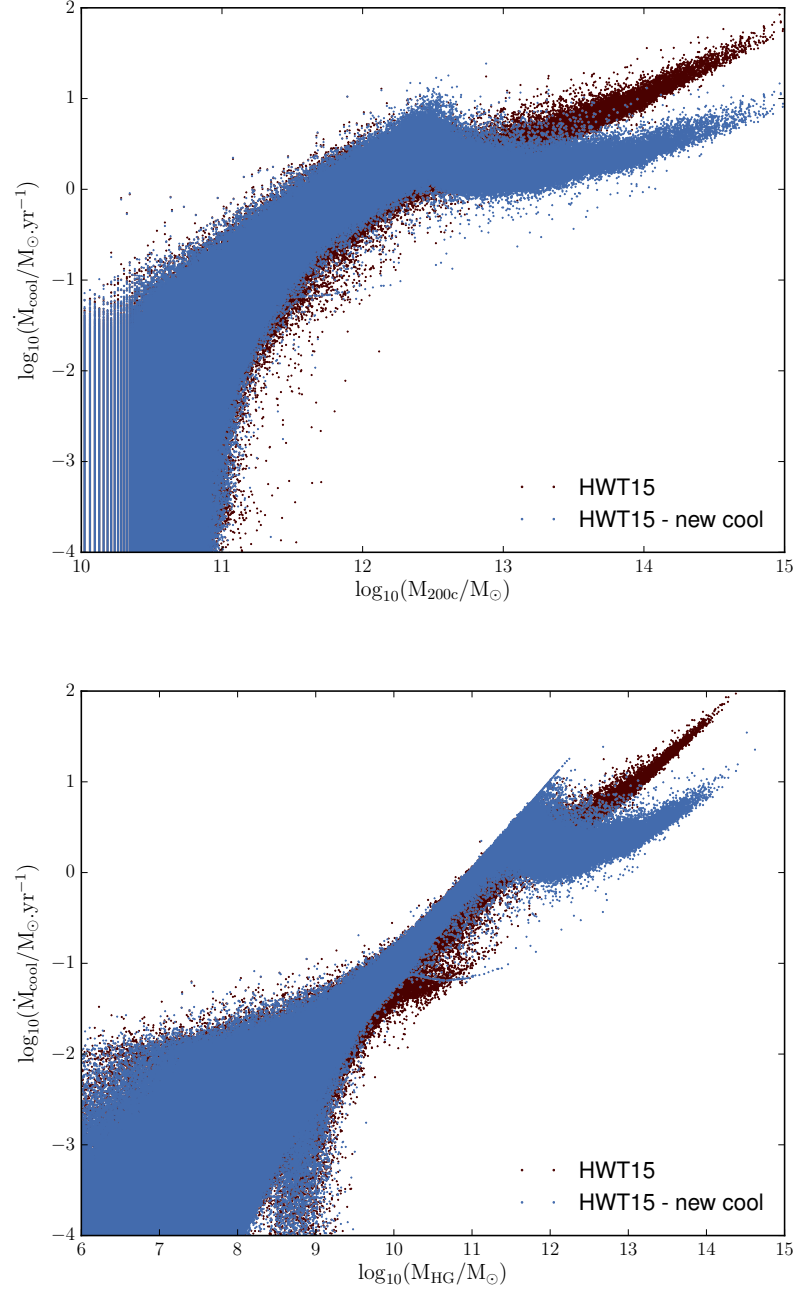 2
1
0
−1
−2
−3
−4
log₁₀(Ṁcool/M⊙.yr⁻¹)
HWT15
HWT15 - new cool
10 11 12 13 14 15
log₁₀(M₂₀₀c/M⊙)
2
1
0
−1
−2
−3
−4
log₁₀(Ṁcool/M⊙.yr⁻¹)
HWT15
HWT15 - new cool
6 7 8 9 10 11 12 13 14 15
log₁₀(MHG/M⊙)